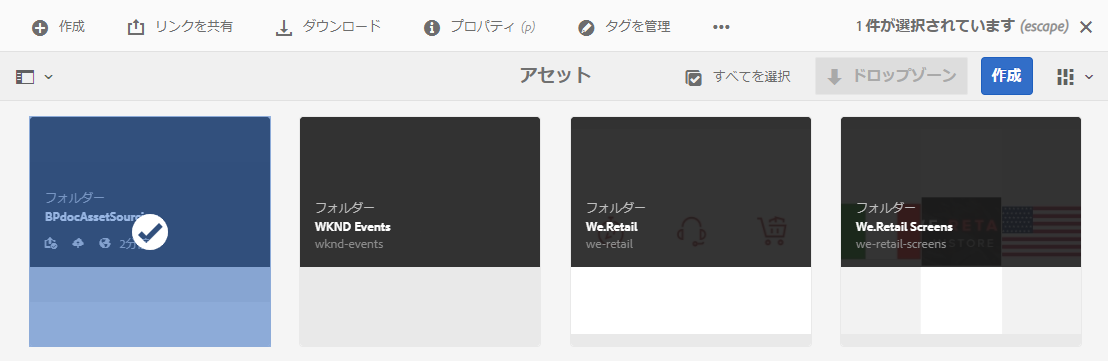 作成 リンクを共有 ダウンロード プロパティ (p) タグを管理 1 件が選択されています (escape)
アセット すべてを選択 ドロップゾーン 作成
フォルダー
BPdocAssetSourc
2分
フォルダー
WKND Events
wknd-events
フォルダー
We.Retail
we-retail
フォルダー
We.Retail Screens
we-retail-screens